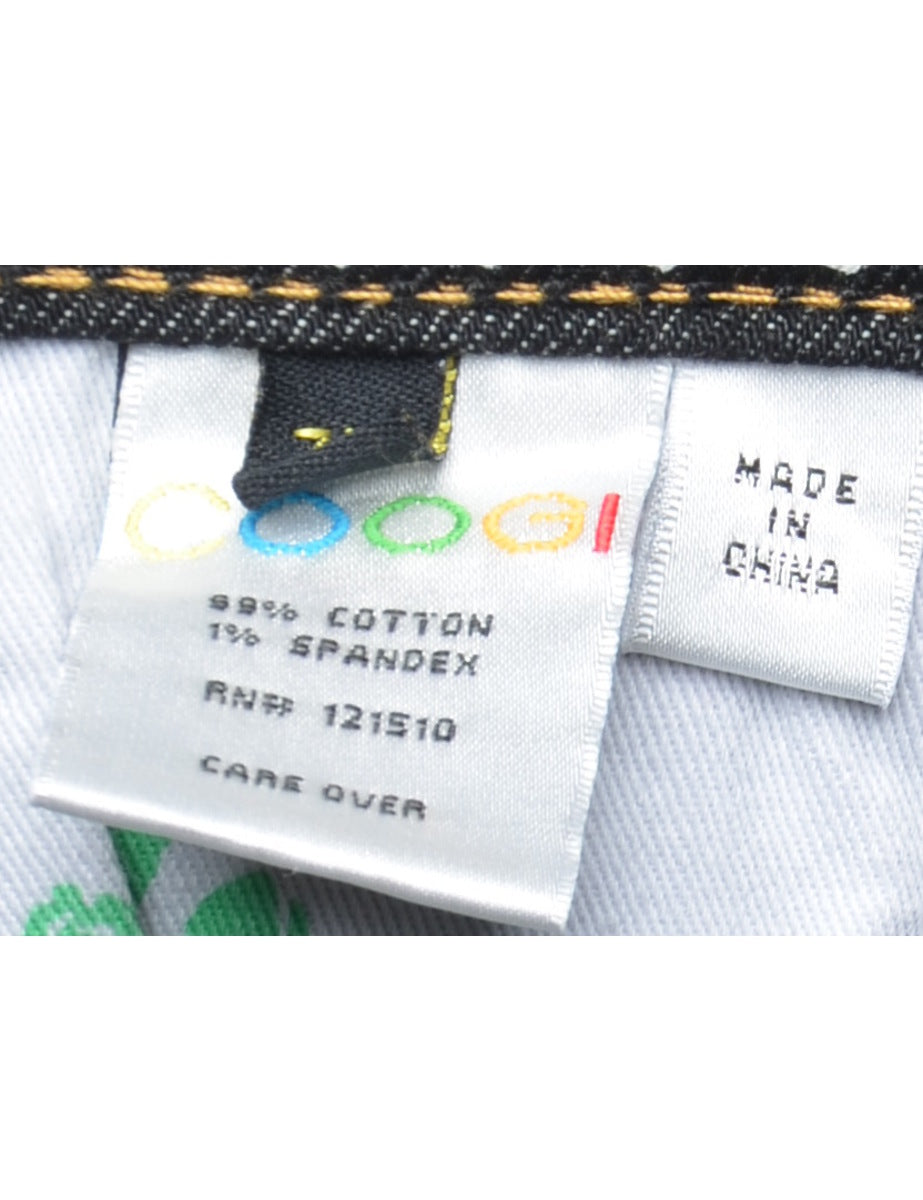 COOGI
99% COTTON
1% SPANDEX
RN# 121510
CARE OVER
MADE
IN
CHINA